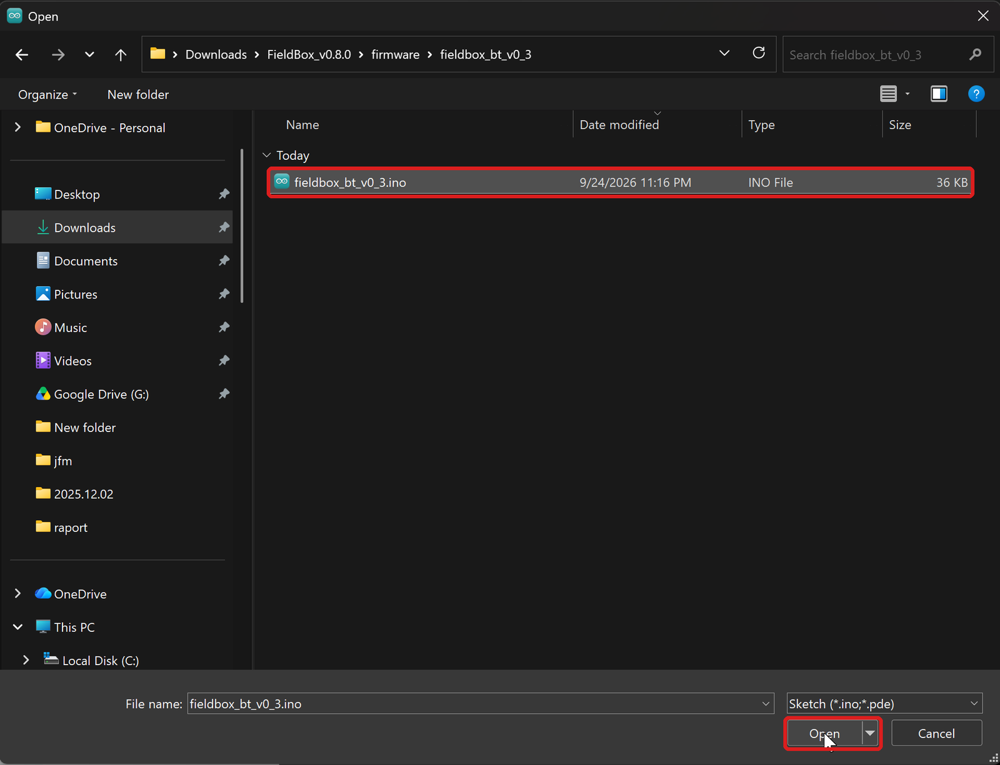 Open
Downloads > FieldBox_v0.8.0 > firmware > fieldbox_bt_v0_3
Search fieldbox_bt_v0_3
Organize
New folder
?
OneDrive - Personal
Desktop
Downloads
Documents
Pictures
Music
Videos
Google Drive (G:)
New folder
jfm
2025.12.02
raport
OneDrive
This PC
Local Disk (C:)
Name
Date modified
Type
Size
Today
fieldbox_bt_v0_3.ino
9/24/2026 11:16 PM
INO File
36 KB
File name:
fieldbox_bt_v0_3.ino
Sketch (*.ino;*.pde)
Open
Cancel